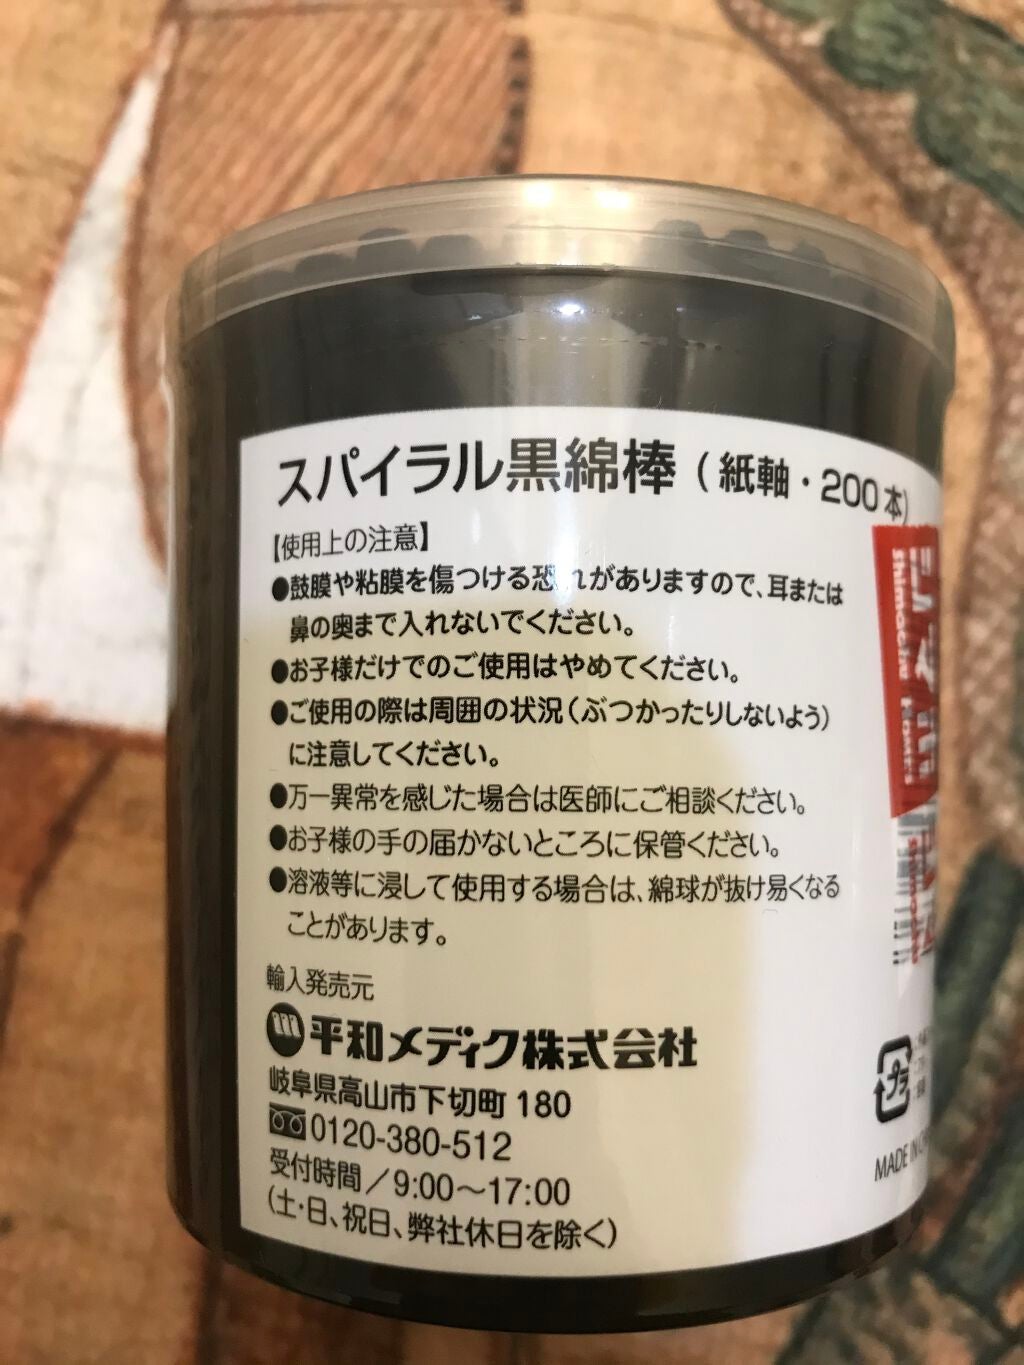 スパイラル黒綿棒（紙軸・200本）
【使用上の注意】
●鼓膜や粘膜を傷つける恐れがありますので、耳または
鼻の奥まで入れないでください。
●お子様だけでのご使用はやめてください。
●ご使用の際は周囲の状況（ぶつかったりしないよう）
に注意してください。
●万一異常を感じた場合は医師にご相談ください。
●お子様の手の届かないところに保管ください。
●溶液等に浸して使用する場合は、綿球が抜け易くなる
ことがあります。
輸入発売元
平和メディク株式会社
岐阜県高山市下切町180
0120-380-512
受付時間／9:00～17:00
（土・日、祝日、弊社休日を除く）
プラ
MADE IN